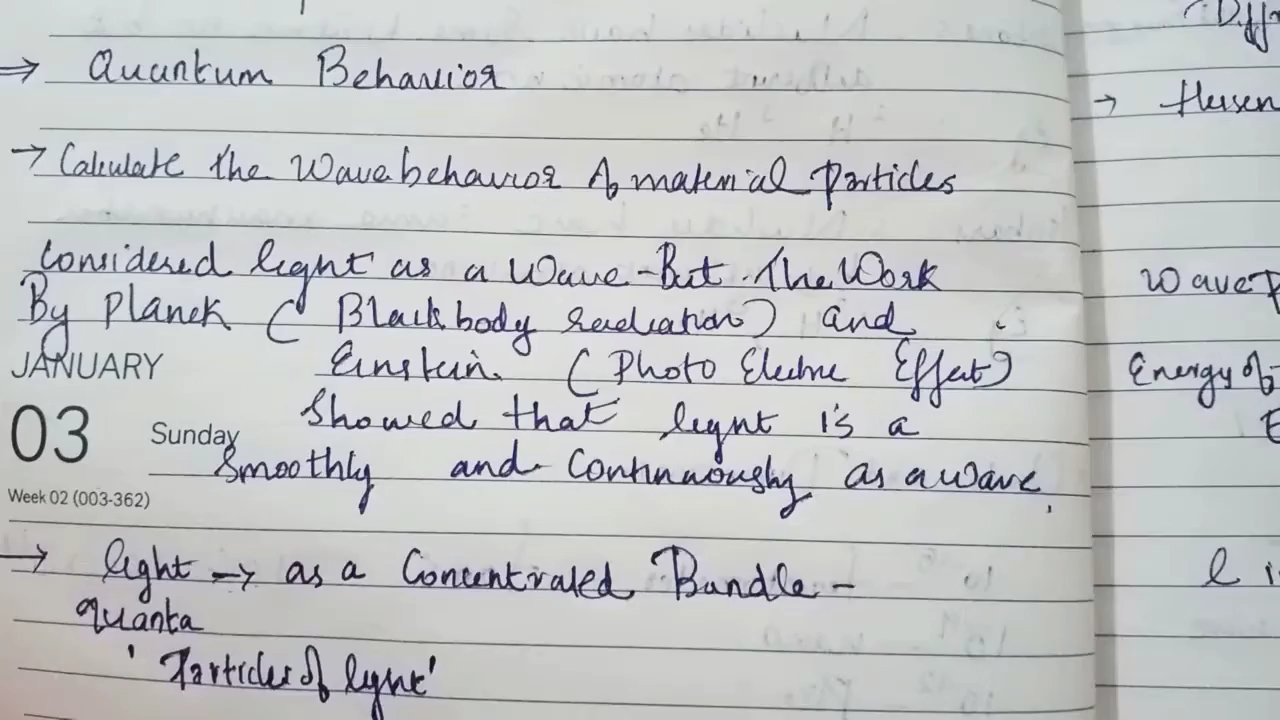 ⇒ Quantum Behavior
→ Calculate the Wave behavior of material Particles
Considered light as a Wave - But The Work
By Planck ( Blackbody radiation ) and
JANUARY
Einstein ( Photo Electric Effect )
03
Showed that light is a
Sunday
Smoothly and Continuously as a wave.
Week 02 (003-362)
→ light → as a Concentrated Bundle -
quanta
' Particles of light '
→
Wave
Energy of